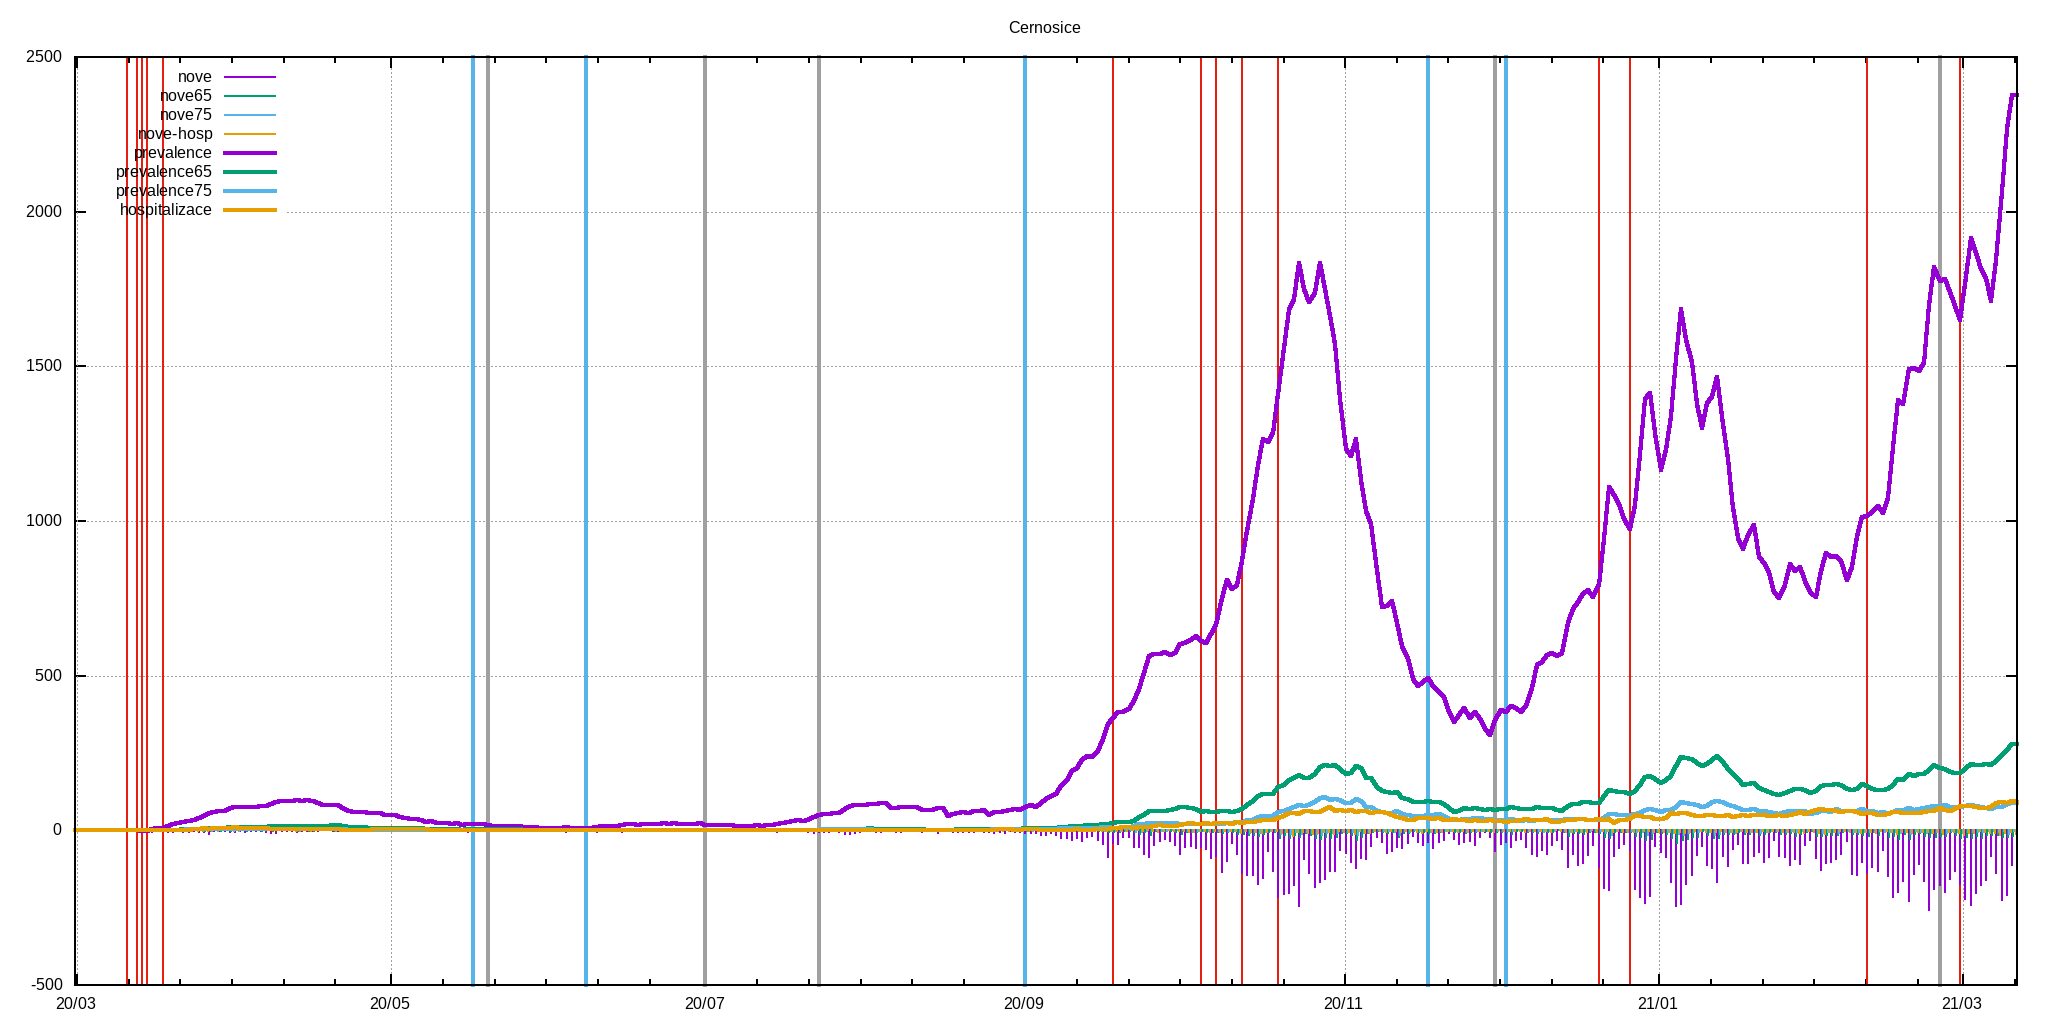 Cernosice
2500
nove
nove65
nove75
nove-hosp
prevalence
prevalence65
prevalence75
hospitalizace
2000
1500
1000
500
0
-500
20/03 20/05 20/07 20/09 20/11 21/01 21/03